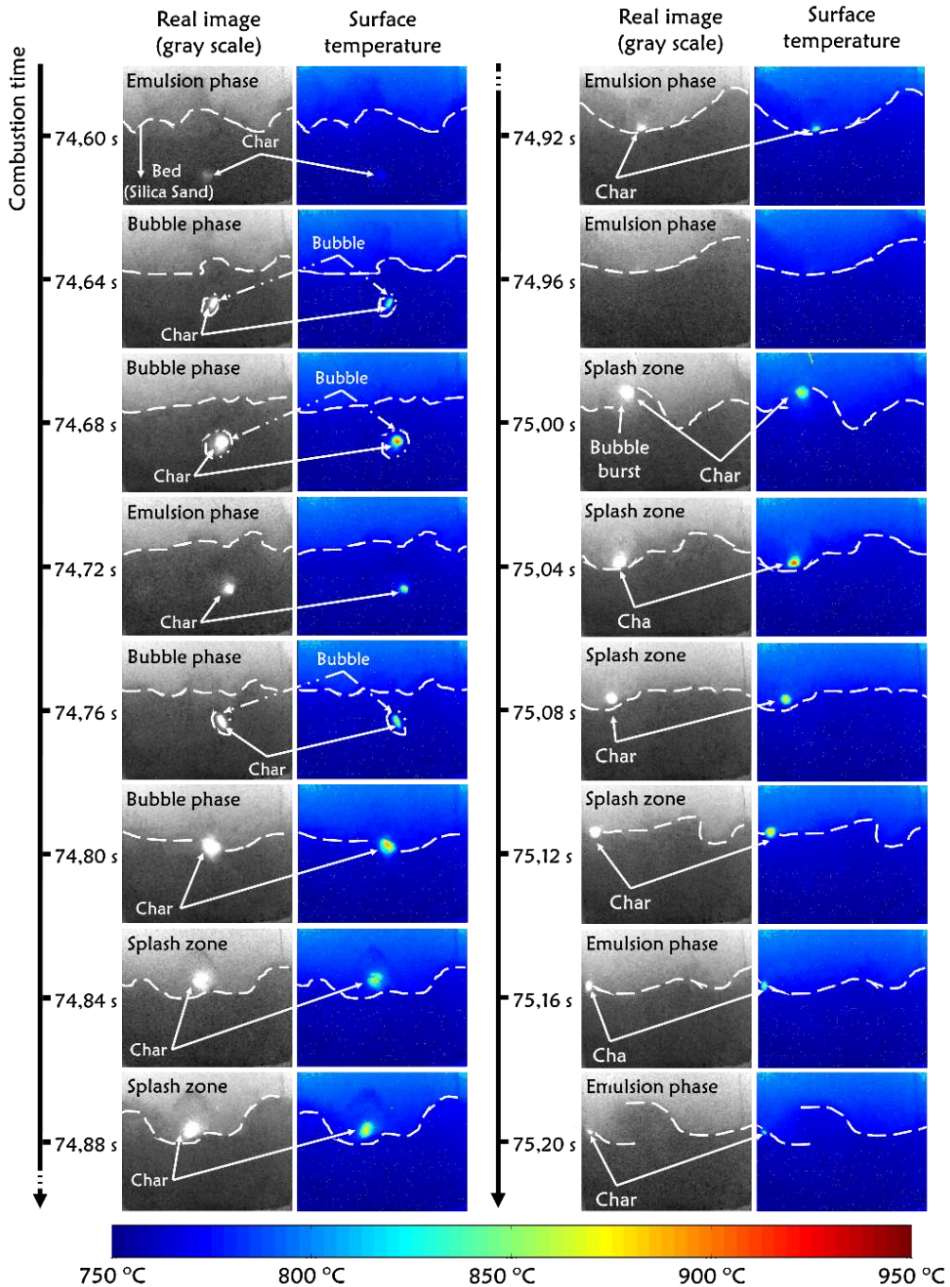 Combustion time
Real image
(gray scale)
Surface
temperature
74,60 s
Emulsion phase
Char
Bed
(Silica Sand)
74,64 s
Bubble phase
Bubble
Char
74,68 s
Bubble phase
Bubble
Char
74,72 s
Emulsion phase
Char
74,76 s
Bubble phase
Bubble
Char
74,80 s
Bubble phase
Char
74,84 s
Splash zone
Char
74,88 s
Splash zone
Char
Real image
(gray scale)
Surface
temperature
74,92 s
Emulsion phase
Char
74,96 s
Emulsion phase
75,00 s
Splash zone
Bubble
burst
Char
75,04 s
Splash zone
Cha
75,08 s
Splash zone
Char
75,12 s
Splash zone
Char
75,16 s
Emulsion phase
Cha
75,20 s
Emulsion phase
Char
750 ºC 800 ºC 850 ºC 900 ºC 950 ºC